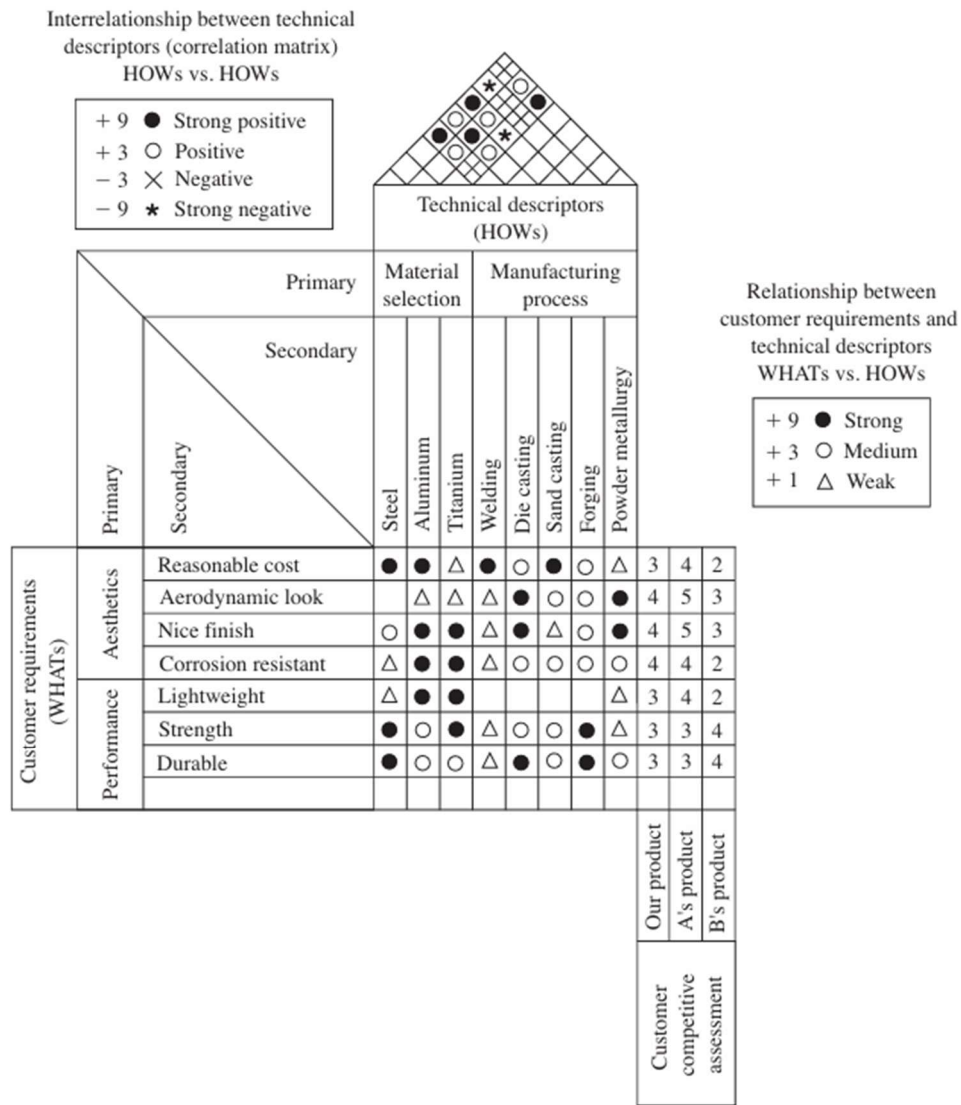 Interrelationship between technical
descriptors (correlation matrix)
HOWs vs. HOWs
+ 9 ● Strong positive
+ 3 ○ Positive
− 3 × Negative
− 9 * Strong negative
Technical descriptors
(HOWs)
Primary
Material
selection
Manufacturing
process
Secondary
Primary
Secondary
Steel
Aluminum
Titanium
Welding
Die casting
Sand casting
Forging
Powder metallurgy
Relationship between
customer requirements and
technical descriptors
WHATs vs. HOWs
+ 9 ● Strong
+ 3 ○ Medium
+ 1 △ Weak
Customer requirements
(WHATs)
Aesthetics
Reasonable cost ● ● △ ● ○ ● ○ △ 3 4 2
Aerodynamic look △ △ △ ● ○ ○ ● 4 5 3
Nice finish ○ ● ● △ ● △ ○ ● 4 5 3
Corrosion resistant △ ● ● △ ○ ○ ○ ○ 4 4 2
Performance
Lightweight △ ● ● △ 3 4 2
Strength ● ○ ● △ ○ ○ ● △ 3 3 4
Durable ● ○ ○ △ ● ○ ● ○ 3 3 4
Our product
A's product
B's product
Customer
competitive
assessment